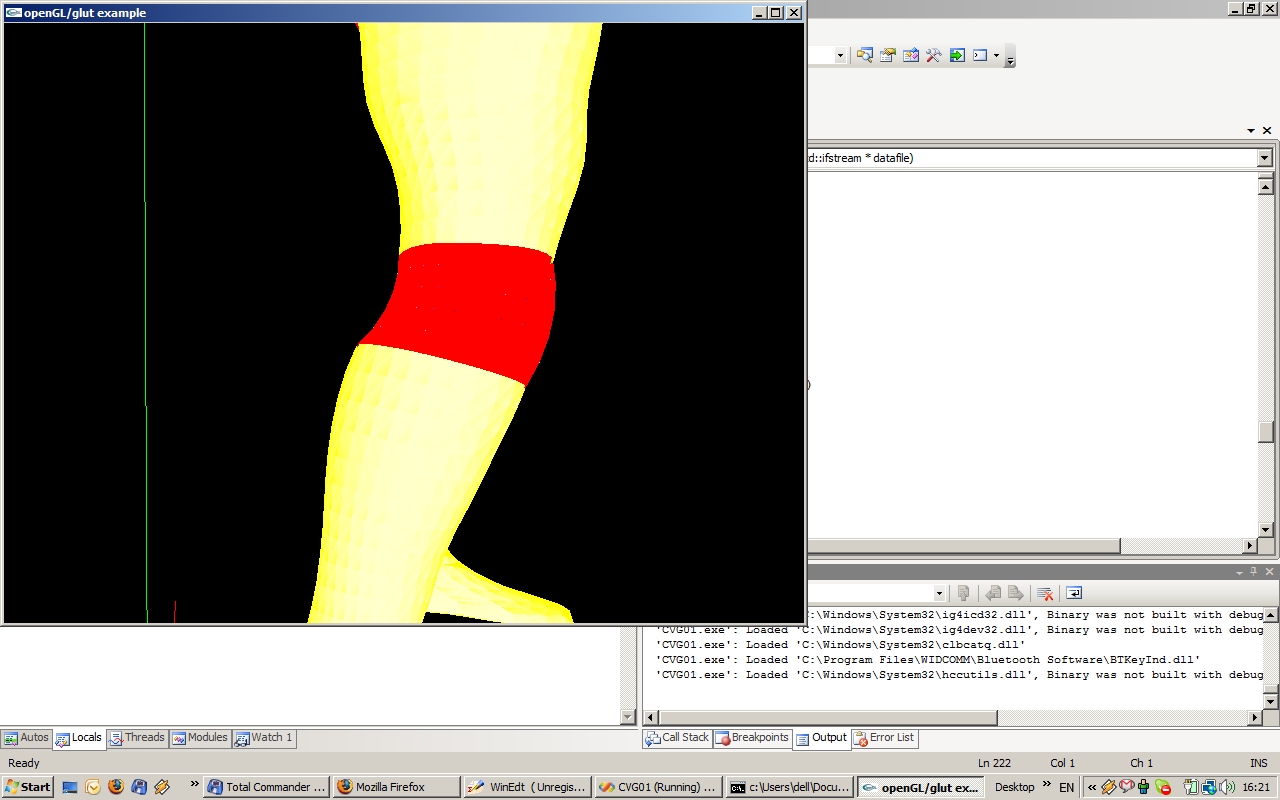 openGL/glut example
:d::ifstream * datafile)
)
C:\Windows\System32\ig4icd32.dll', Binary was not built with debug
'CVG01.exe': Loaded 'C:\Windows\System32\ig4dev32.dll', Binary was not built with debug
'CVG01.exe': Loaded 'C:\Windows\System32\clbcatq.dll'
'CVG01.exe': Loaded 'C:\Program Files\WIDCOMM\Bluetooth Software\BTKeyInd.dll'
'CVG01.exe': Loaded 'C:\Windows\System32\hccutils.dll', Binary was not built with debug
Autos Locals Threads Modules Watch 1 Call Stack Breakpoints Output Error List
Ready Ln 222 Col 1 Ch 1 INS
Start Total Commander ... Mozilla Firefox WinEdt ( Unregis... CVG01 (Running) ... c:\Users\dell\Docu... openGL/glut ex... Desktop » EN « 16:21